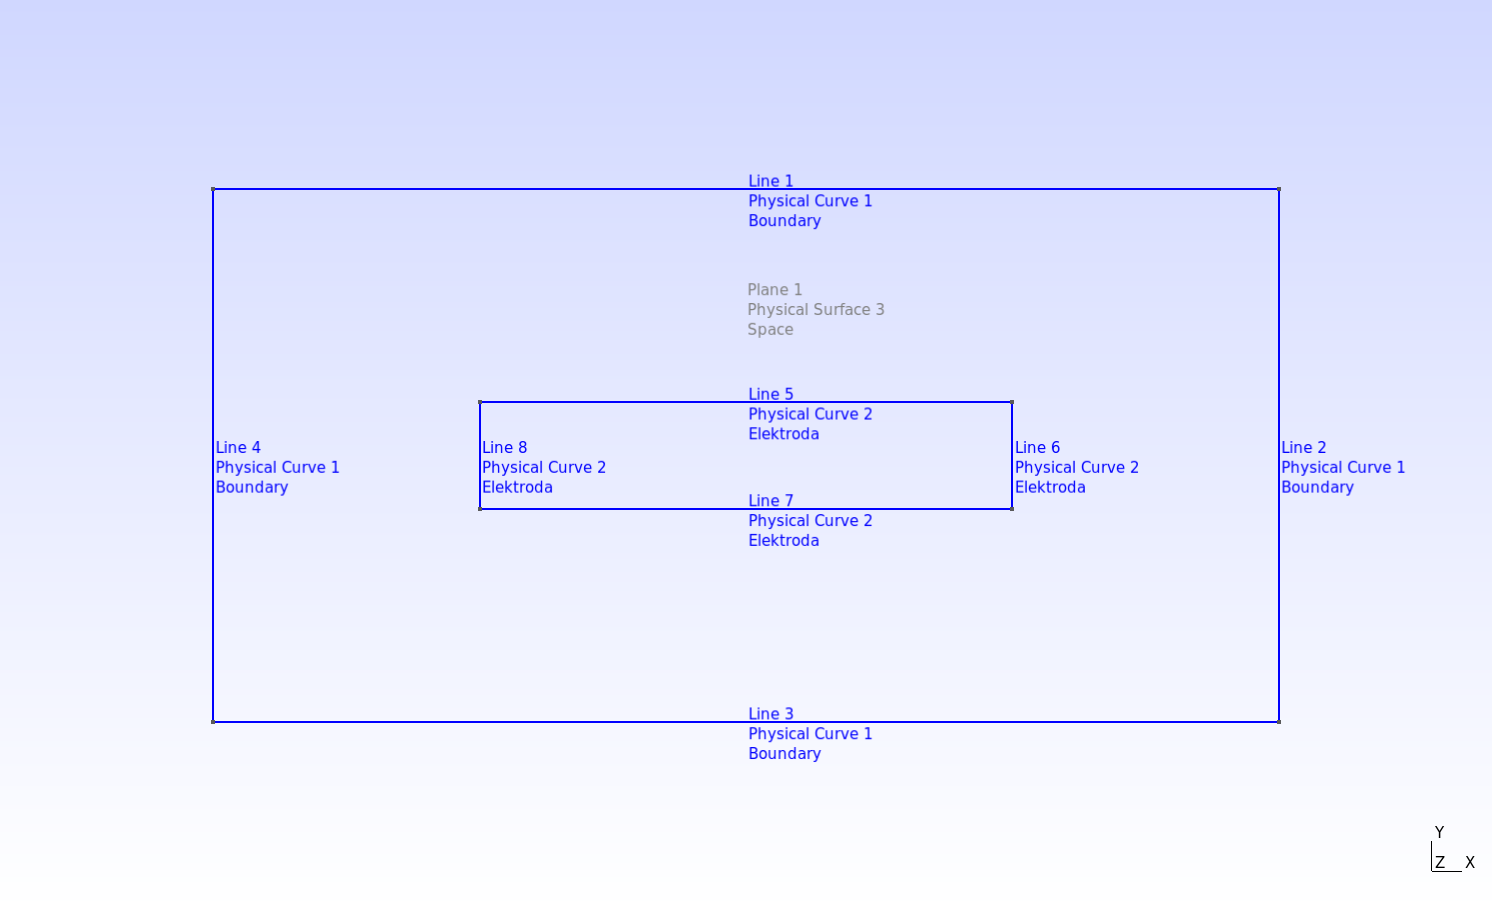 Line 1
Physical Curve 1
Boundary
Plane 1
Physical Surface 3
Space
Line 5
Physical Curve 2
Elektroda
Line 4
Physical Curve 1
Boundary
Line 8
Physical Curve 2
Elektroda
Line 6
Physical Curve 2
Elektroda
Line 2
Physical Curve 1
Boundary
Line 7
Physical Curve 2
Elektroda
Line 3
Physical Curve 1
Boundary
Y
Z X